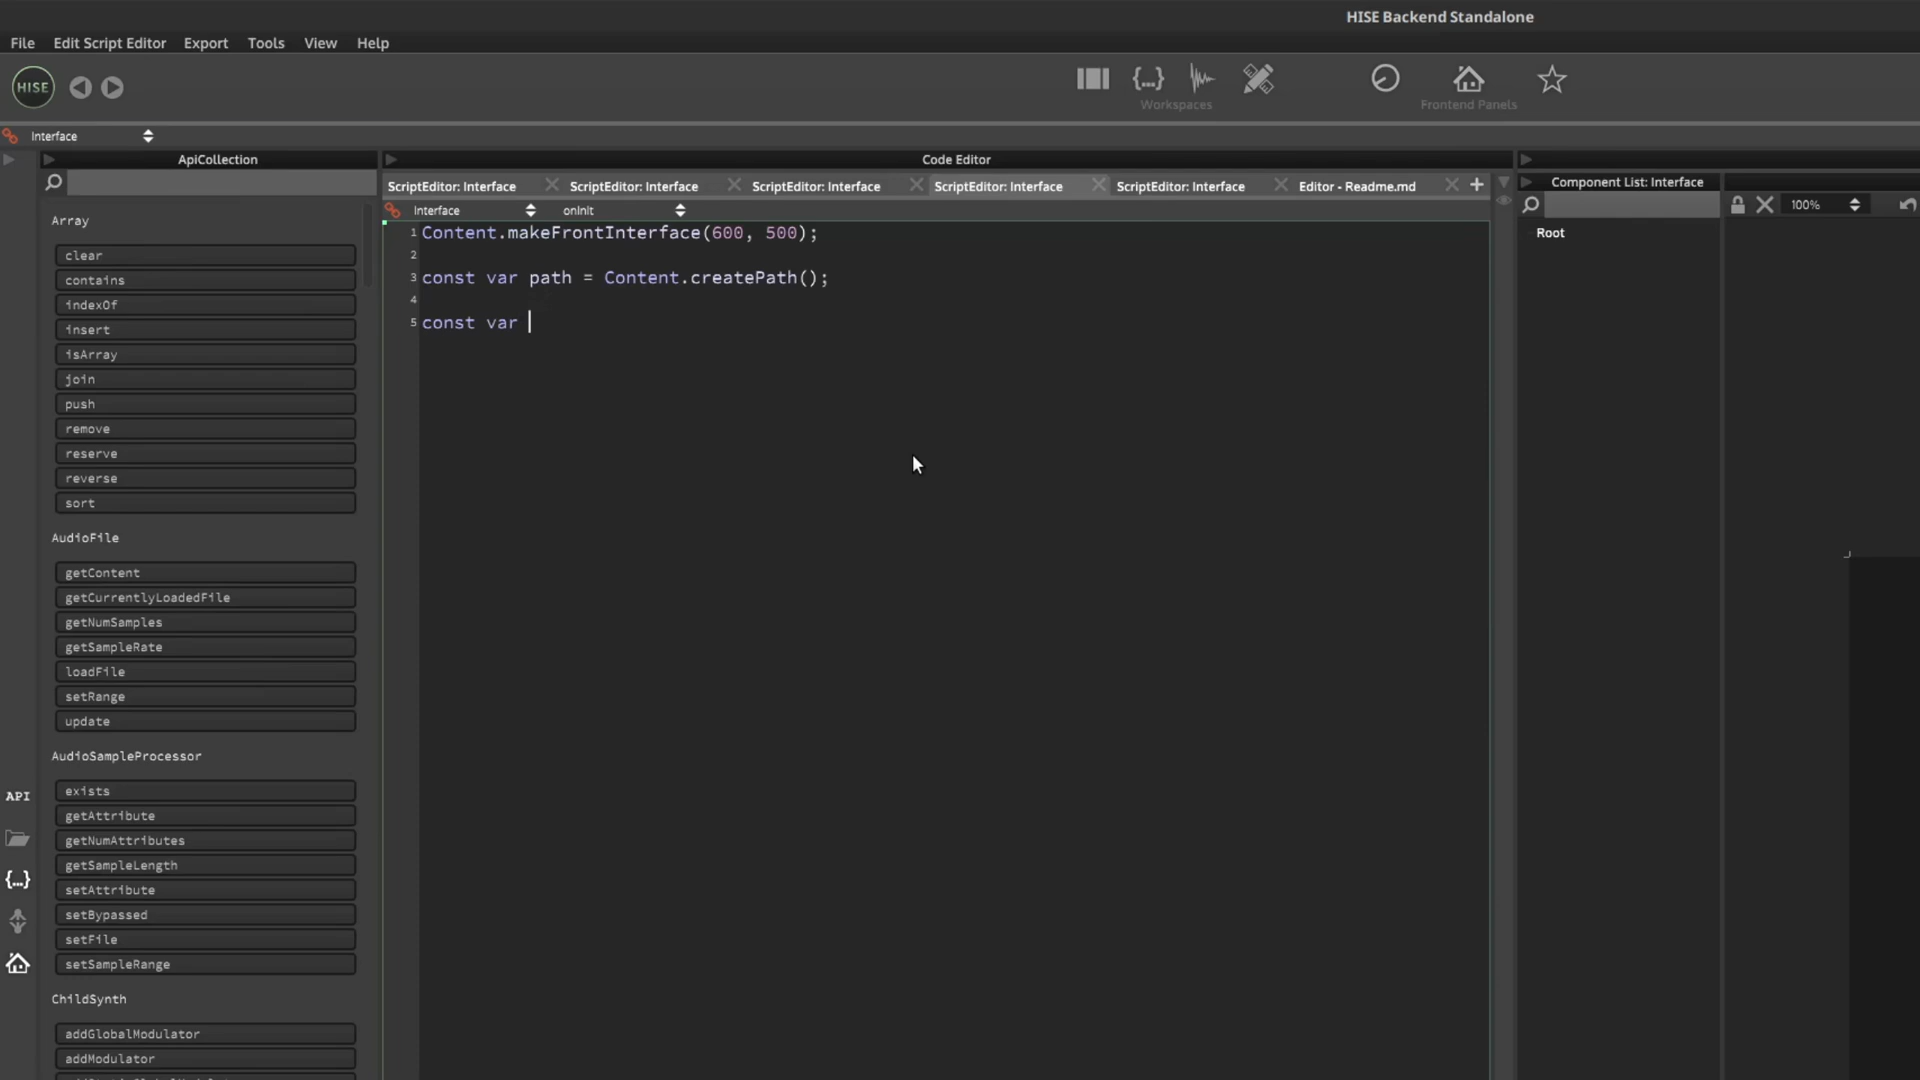 HISE Backend Standalone
File Edit Script Editor Export Tools View Help
HISE
Workspaces
Frontend Panels
Interface
ApiCollection
Code Editor
ScriptEditor: Interface ScriptEditor: Interface ScriptEditor: Interface ScriptEditor: Interface ScriptEditor: Interface Editor - Readme.md
Component List: Interface
Interface onInit
100%
Root
1 Content.makeFrontInterface(600, 500);
2
3 const var path = Content.createPath();
4
5 const var
Array
clear
contains
indexOf
insert
isArray
join
push
remove
reserve
reverse
sort
AudioFile
getContent
getCurrentlyLoadedFile
getNumSamples
getSampleRate
loadFile
setRange
update
AudioSampleProcessor
exists
getAttribute
getNumAttributes
getSampleLength
setAttribute
setBypassed
setFile
setSampleRange
ChildSynth
addGlobalModulator
addModulator
API
{...}